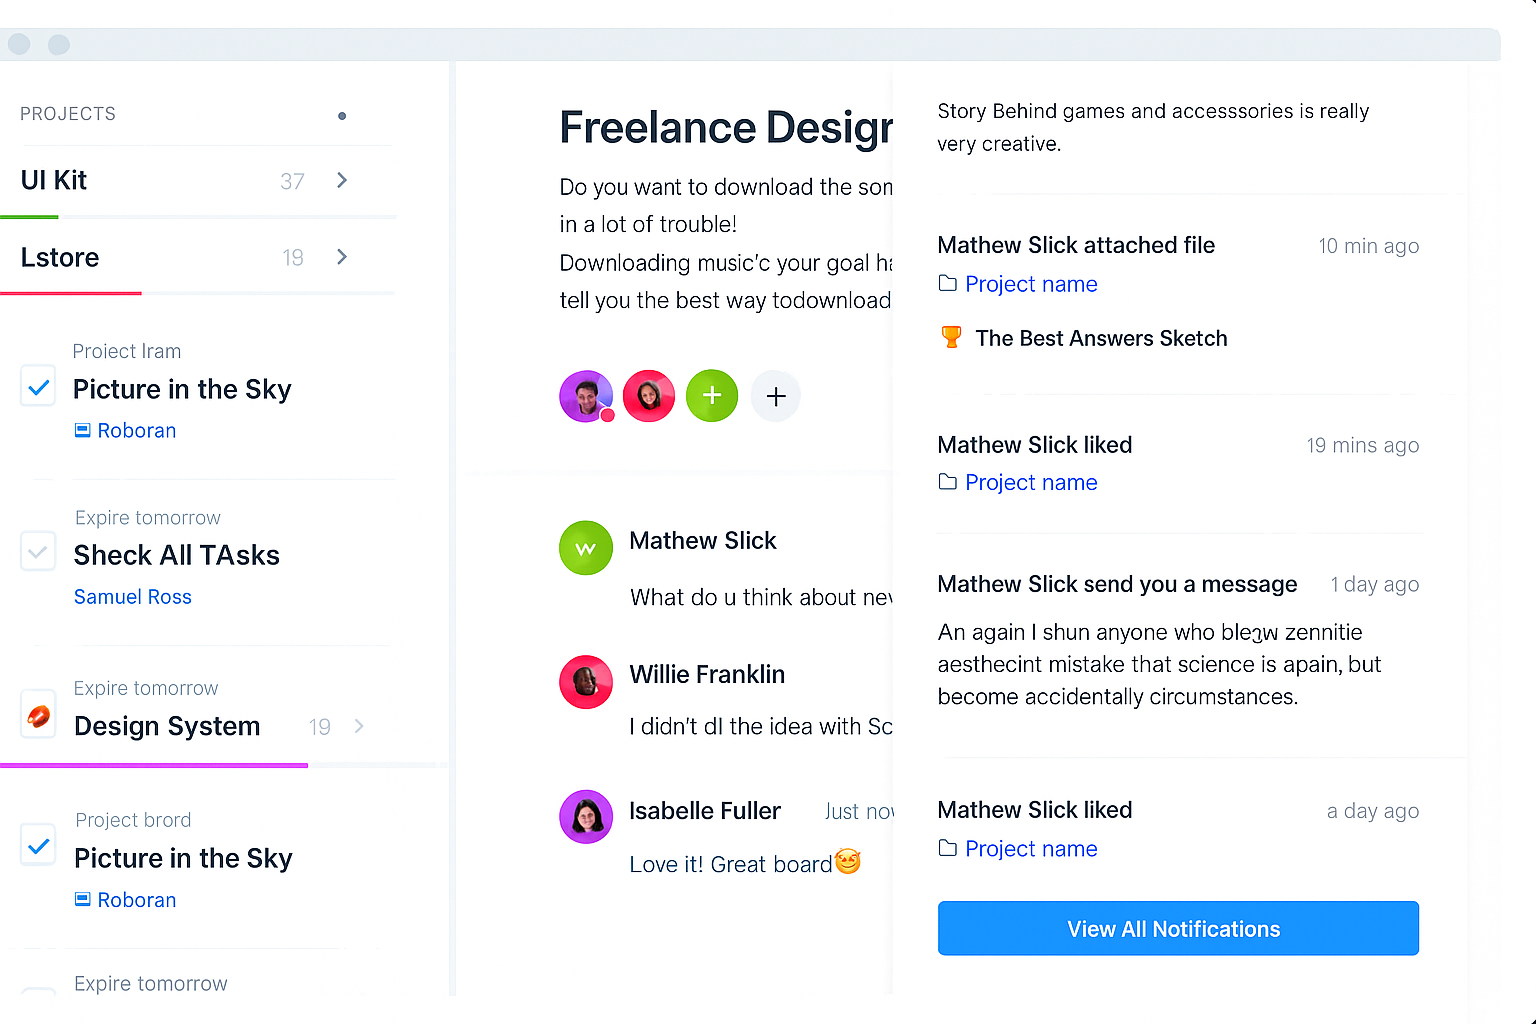 PROJECTS
UI Kit 37
Lstore 19
Proiect lram
Picture in the Sky
Roboran
Expire tomorrow
Sheck All TAsks
Samuel Ross
Expire tomorrow
Design System 19
Project brord
Picture in the Sky
Roboran
Expire tomorrow
Freelance Design
Do you want to download the som
in a lot of trouble!
Downloading music'c your goal ha
tell you the best way todownload
Mathew Slick
What do u think about nev
Willie Franklin
I didn't dI the idea with Sc
Isabelle Fuller Just now
Love it! Great board🥰
Story Behind games and accesssories is really
very creative.
Mathew Slick attached file 10 min ago
Project name
🏆 The Best Answers Sketch
Mathew Slick liked 19 mins ago
Project name
Mathew Slick send you a message 1 day ago
An again I shun anyone who zennitie
aesthecint mistake that science is apain, but
become accidentally circumstances.
Mathew Slick liked a day ago
Project name
View All Notifications